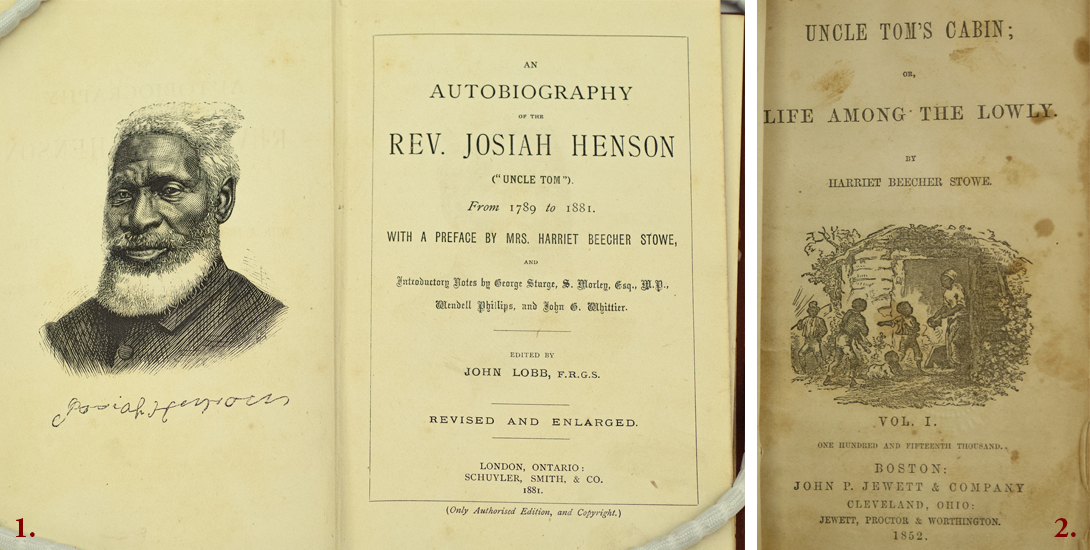 Josiah Henson
AN
AUTOBIOGRAPHY
OF THE
REV. JOSIAH HENSON
("UNCLE TOM").
From 1789 to 1881.
WITH A PREFACE BY MRS. HARRIET BEECHER STOWE,
AND
Introductory Notes by George Sturge, S. Morley, Esq., M.P.,
Wendell Phillips, and John G. Whittier.
EDITED BY
JOHN LOBB, F.R.G.S.
REVISED AND ENLARGED.
LONDON, ONTARIO:
SCHUYLER, SMITH, & CO.
1881.
(Only Authorised Edition, and Copyright.)
1.
UNCLE TOM'S CABIN;
OR,
LIFE AMONG THE LOWLY.
BY
HARRIET BEECHER STOWE.
VOL. I.
ONE HUNDRED AND FIFTEENTH THOUSAND.
BOSTON:
JOHN P. JEWETT & COMPANY
CLEVELAND, OHIO:
JEWETT, PROCTOR & WORTHINGTON.
1852.
2.